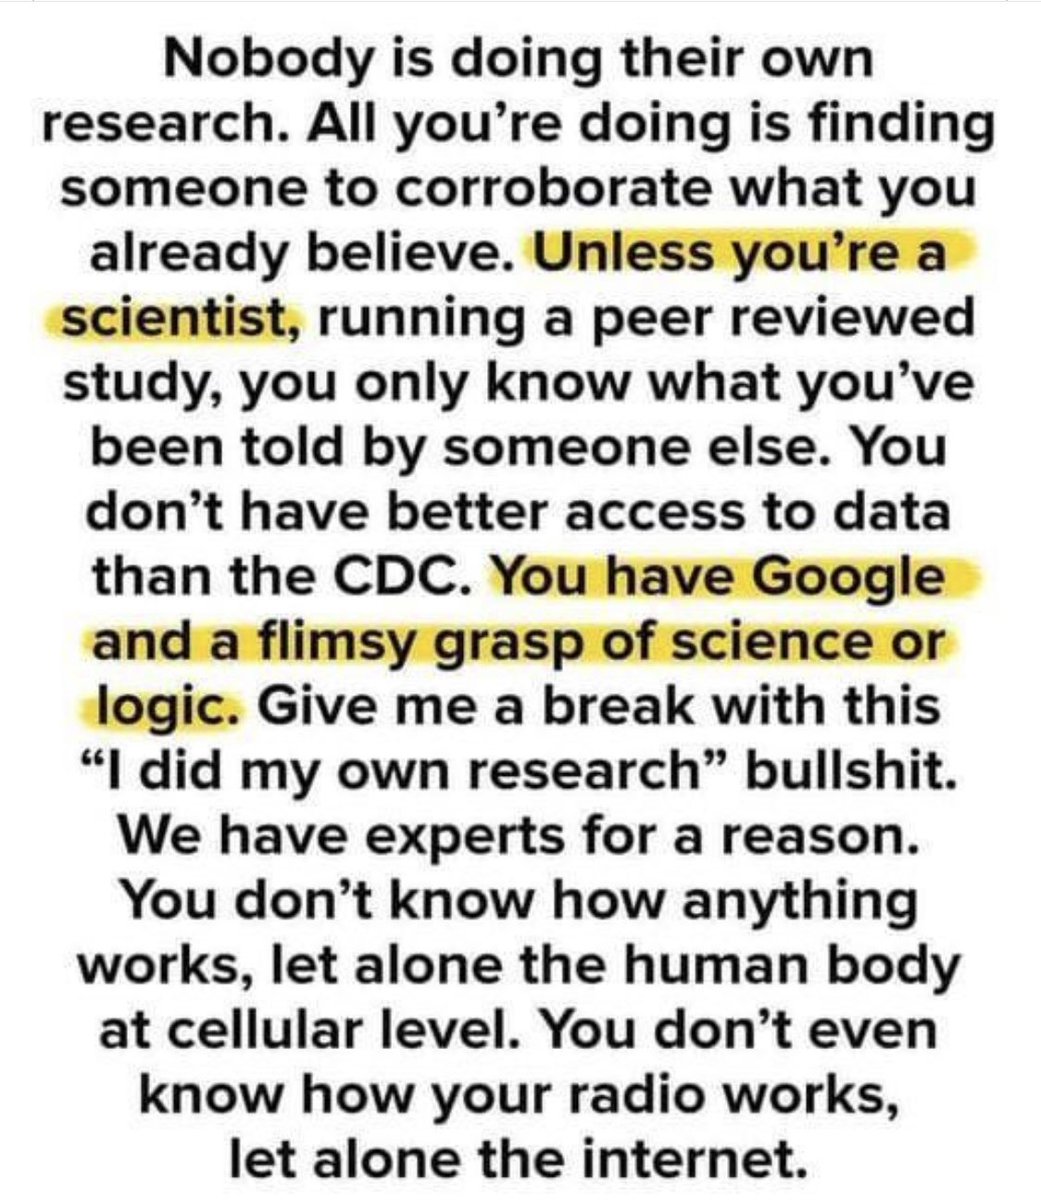 Nobody is doing their own
research. All you’re doing is finding
someone to corroborate what you
already believe. Unless you’re a
scientist, running a peer reviewed
study, you only know what you’ve
been told by someone else. You
don’t have better access to data
than the CDC. You have Google
and a flimsy grasp of science or
logic. Give me a break with this
“I did my own research” bullshit.
We have experts for a reason.
You don’t know how anything
works, let alone the human body
at cellular level. You don’t even
know how your radio works,
let alone the internet.